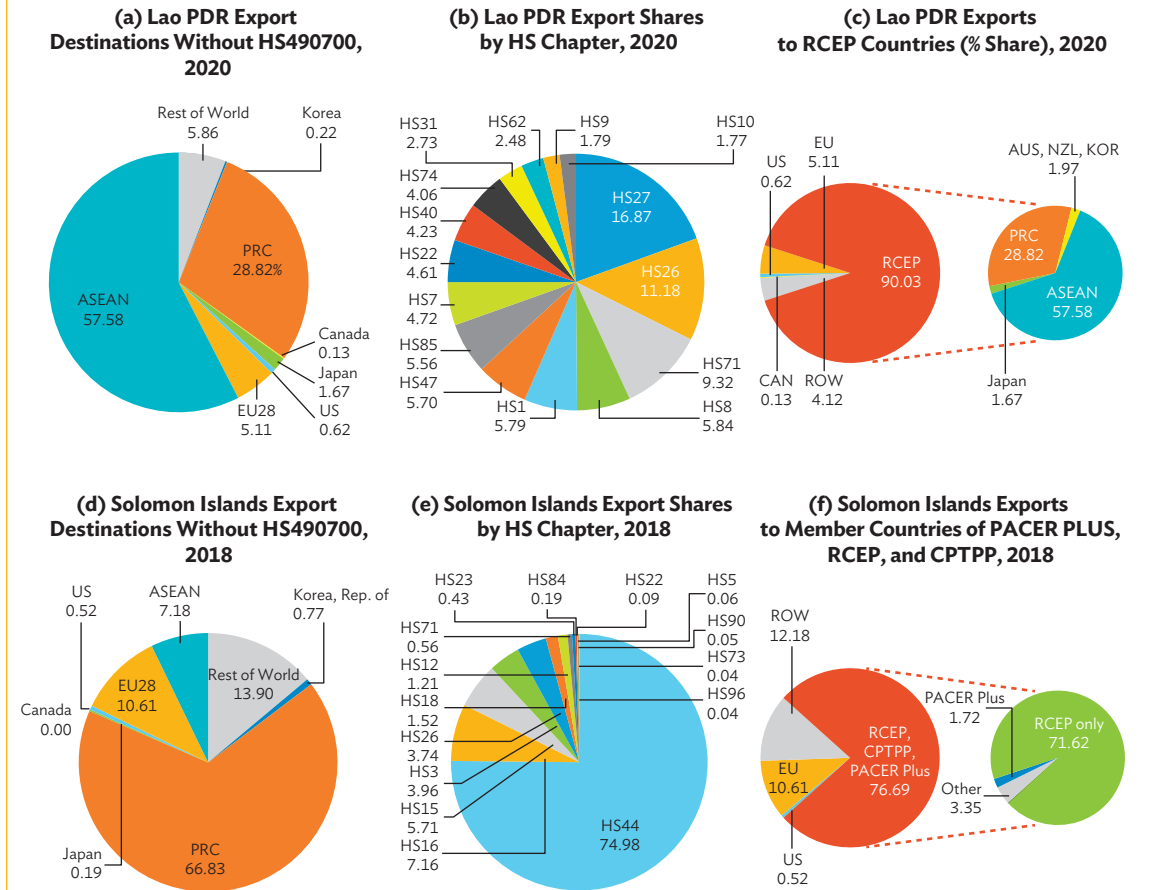 (a) Lao PDR Export
Destinations Without HS490700,
2020
Rest of World
5.86
Korea
0.22
PRC
28.82%
ASEAN
57.58
Canada
0.13
Japan
1.67
US
0.62
EU28
5.11
(b) Lao PDR Export Shares
by HS Chapter, 2020
HS31
2.73
HS62
2.48
HS9
1.79
HS10
1.77
HS74
4.06
HS40
4.23
HS22
4.61
HS7
4.72
HS85
5.56
HS47
5.70
HS1
5.79
HS27
16.87
HS26
11.18
HS71
9.32
HS8
5.84
(c) Lao PDR Exports
to RCEP Countries (% Share), 2020
US
0.62
EU
5.11
RCEP
90.03
CAN
0.13
ROW
4.12
AUS, NZL, KOR
1.97
PRC
28.82
ASEAN
57.58
Japan
1.67
(d) Solomon Islands Export
Destinations Without HS490700,
2018
US
0.52
ASEAN
7.18
Korea, Rep. of
0.77
Rest of World
13.90
EU28
10.61
Canada
0.00
Japan
0.19
PRC
66.83
(e) Solomon Islands Export Shares
by HS Chapter, 2018
HS23
0.43
HS84
0.19
HS22
0.09
HS5
0.06
HS90
0.05
HS73
0.04
HS96
0.04
HS71
0.56
HS12
1.21
HS18
1.52
HS26
3.74
HS3
3.96
HS15
5.71
HS16
7.16
HS44
74.98
(f) Solomon Islands Exports
to Member Countries of PACER PLUS,
RCEP, and CPTPP, 2018
ROW
12.18
EU
10.61
US
0.52
RCEP,
CPTPP,
PACER Plus
76.69
PACER Plus
1.72
RCEP only
71.62
Other
3.35